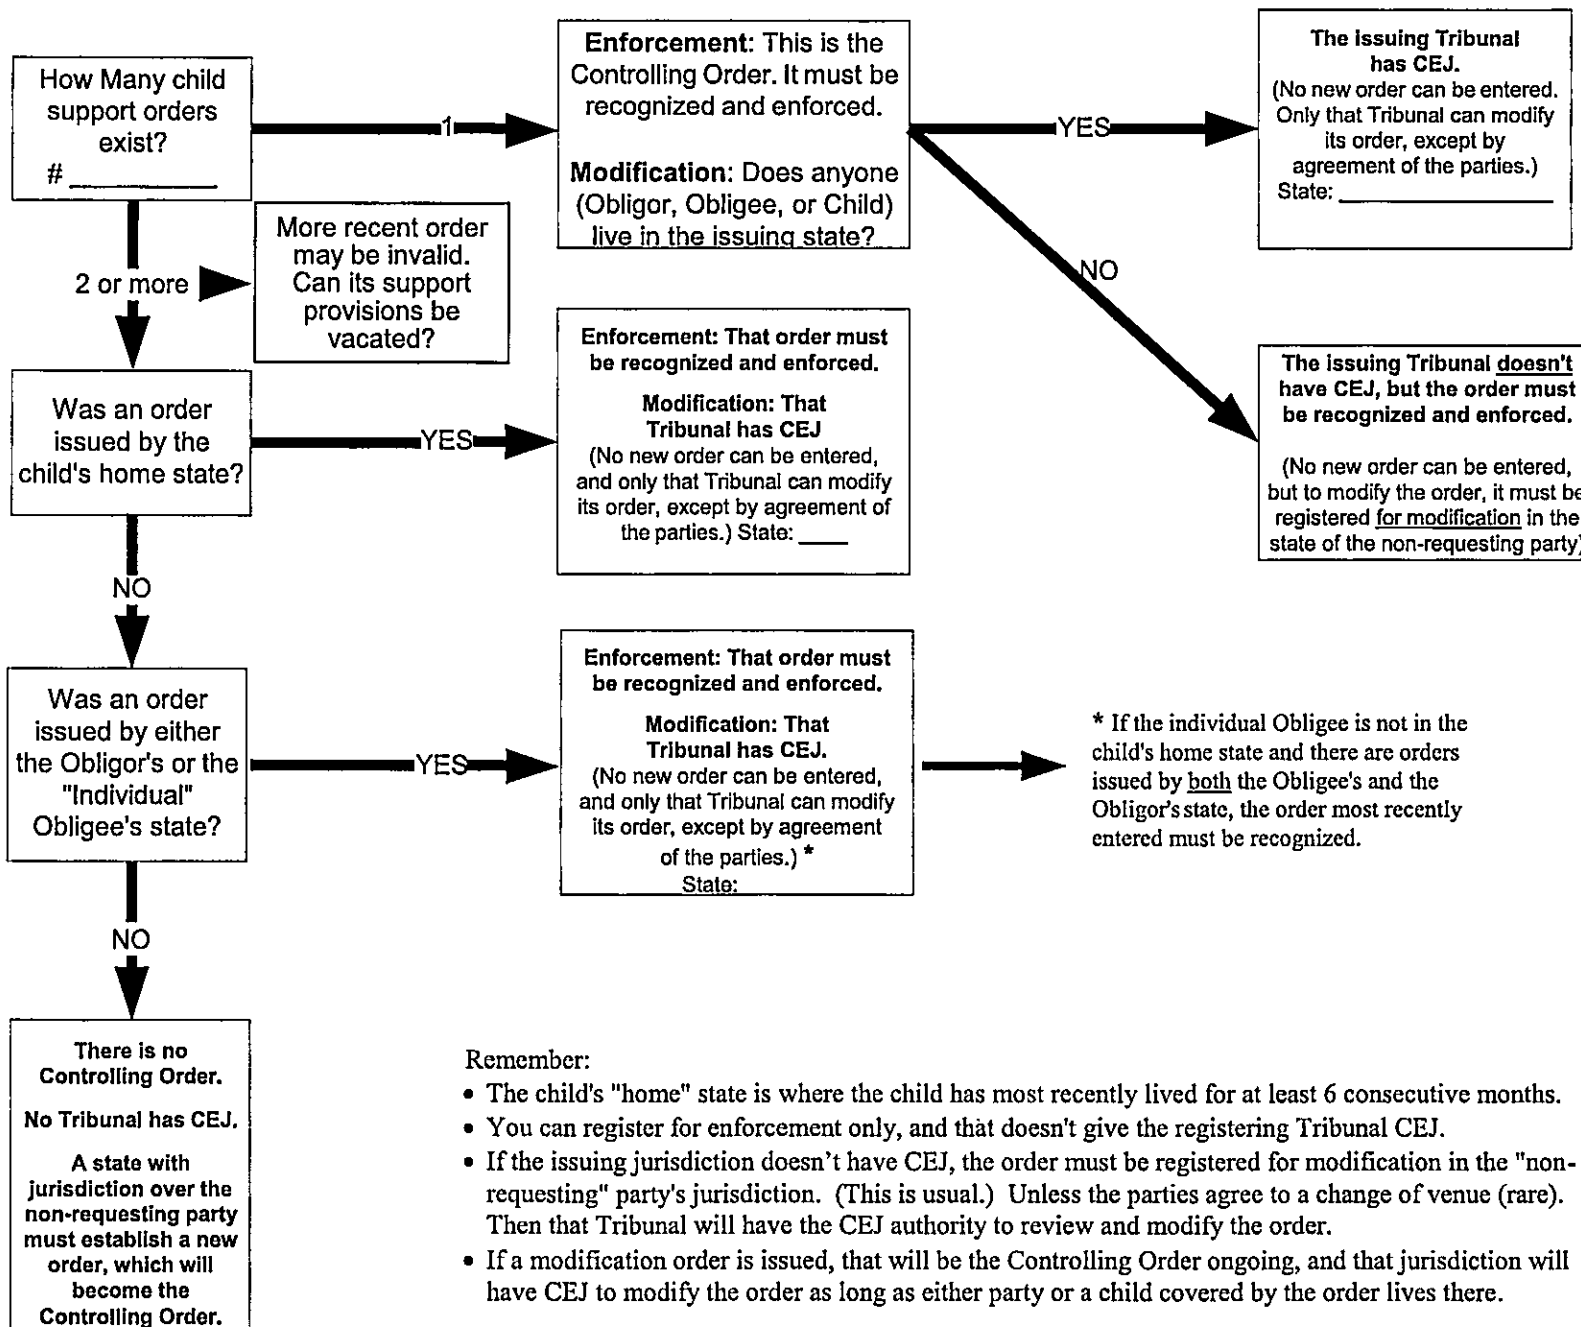 How Many child
support orders
exist?
# __________
1
Enforcement: This is the
Controlling Order. It must be
recognized and enforced.
Modification: Does anyone
(Obligor, Obligee, or Child)
live in the issuing state?
YES
The issuing Tribunal
has CEJ.
(No new order can be entered.
Only that Tribunal can modify
its order, except by
agreement of the parties.)
State: ______________
NO
The issuing Tribunal doesn't
have CEJ, but the order must
be recognized and enforced.
(No new order can be entered,
but to modify the order, it must be
registered for modification in the
state of the non-requesting party)
2 or more
More recent order
may be invalid.
Can its support
provisions be
vacated?
Was an order
issued by the
child's home state?
YES
Enforcement: That order must
be recognized and enforced.
Modification: That
Tribunal has CEJ
(No new order can be entered,
and only that Tribunal can modify
its order, except by agreement of
the parties.) State: ____
NO
Was an order
issued by either
the Obligor's or the
"Individual"
Obligee's state?
YES
Enforcement: That order must
be recognized and enforced.
Modification: That
Tribunal has CEJ.
(No new order can be entered,
and only that Tribunal can modify
its order, except by agreement
of the parties.) *
State:
* If the individual Obligee is not in the
child's home state and there are orders
issued by both the Obligee's and the
Obligor's state, the order most recently
entered must be recognized.
NO
There is no
Controlling Order.
No Tribunal has CEJ.
A state with
jurisdiction over the
non-requesting party
must establish a new
order, which will
become the
Controlling Order.
Remember:
• The child's "home" state is where the child has most recently lived for at least 6 consecutive months.
• You can register for enforcement only, and that doesn't give the registering Tribunal CEJ.
• If the issuing jurisdiction doesn't have CEJ, the order must be registered for modification in the "non-
requesting" party's jurisdiction. (This is usual.) Unless the parties agree to a change of venue (rare).
Then that Tribunal will have the CEJ authority to review and modify the order.
• If a modification order is issued, that will be the Controlling Order ongoing, and that jurisdiction will
have CEJ to modify the order as long as either party or a child covered by the order lives there.